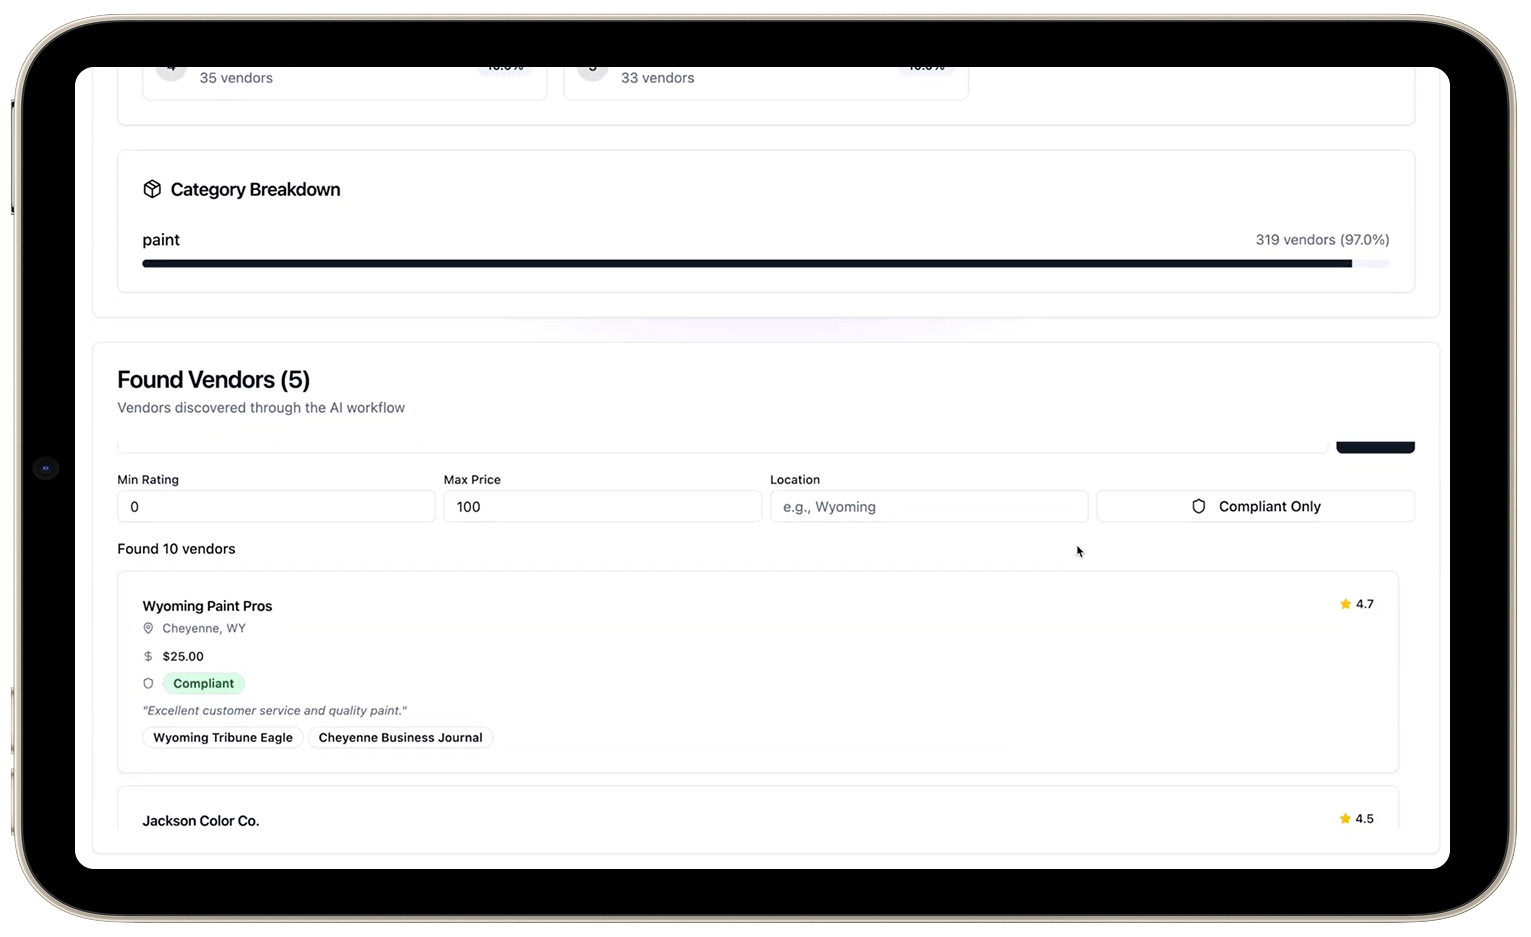 35 vendors
33 vendors
Category Breakdown
paint
319 vendors (97.0%)
Found Vendors (5)
Vendors discovered through the AI workflow
Min Rating
Max Price
Location
0
100
e.g., Wyoming
Compliant Only
Found 10 vendors
Wyoming Paint Pros
4.7
Cheyenne, WY
$ $25.00
Compliant
"Excellent customer service and quality paint."
Wyoming Tribune Eagle
Cheyenne Business Journal
Jackson Color Co.
4.5